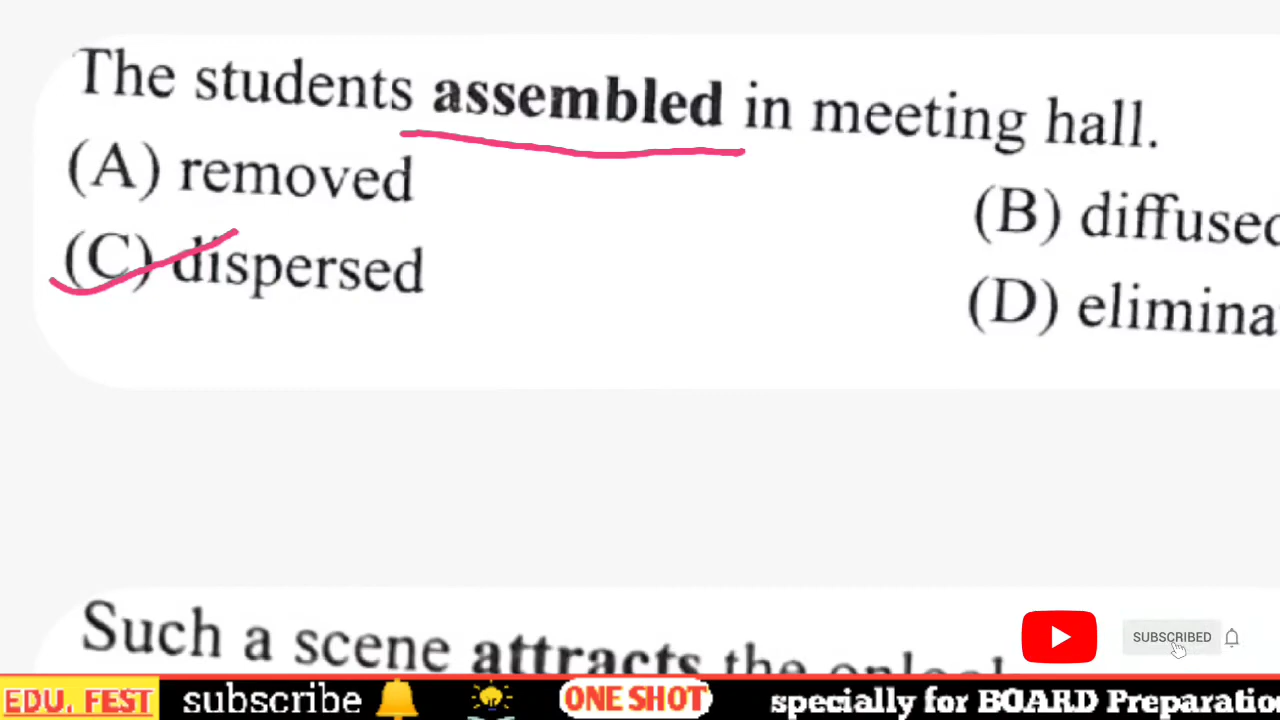 The students assembled in meeting hall.
(A) removed
(B) diffused
(C) dispersed
(D) elimina
Such a scene attracts the
SUBSCRIBED
EDU. FEST subscribe ONE SHOT specially for BOARD Preparatio